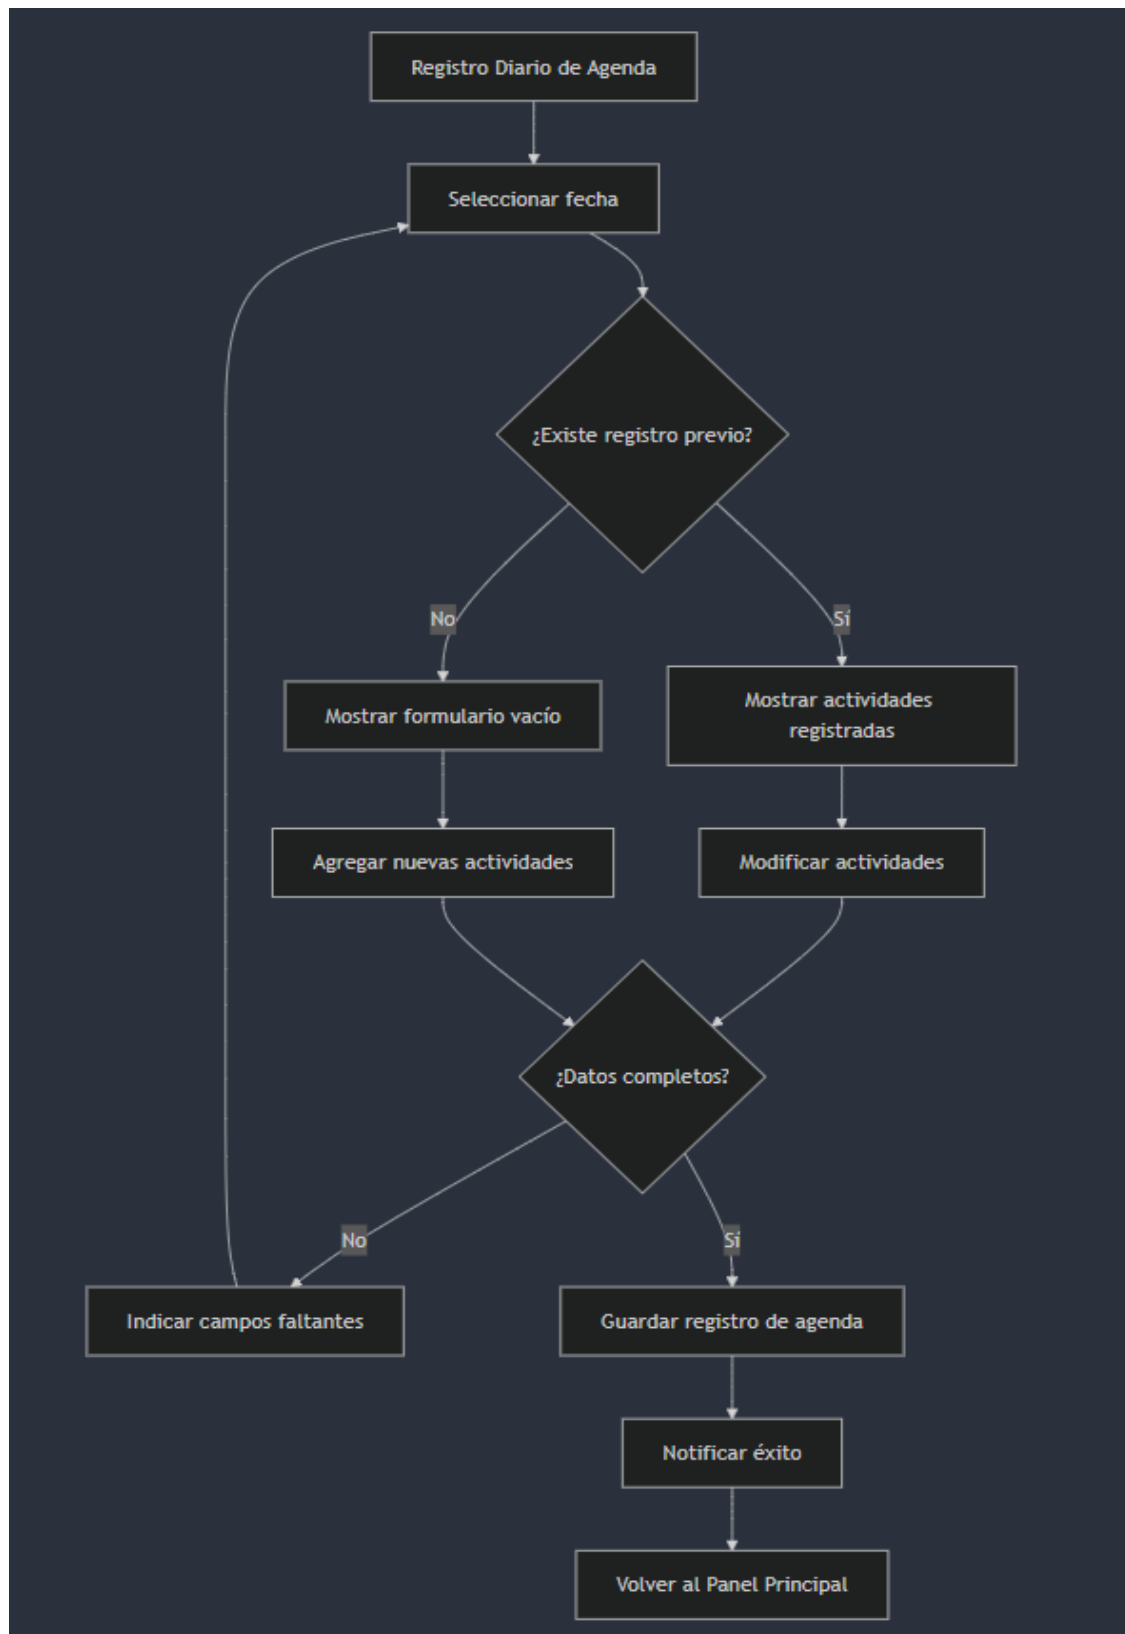 Registro Diario de Agenda
Seleccionar fecha
¿Existe registro previo?
No
Sí
Mostrar formulario vacío
Mostrar actividades
registradas
Agregar nuevas actividades
Modificar actividades
¿Datos completos?
No
Sí
Indicar campos faltantes
Guardar registro de agenda
Notificar éxito
Volver al Panel Principal